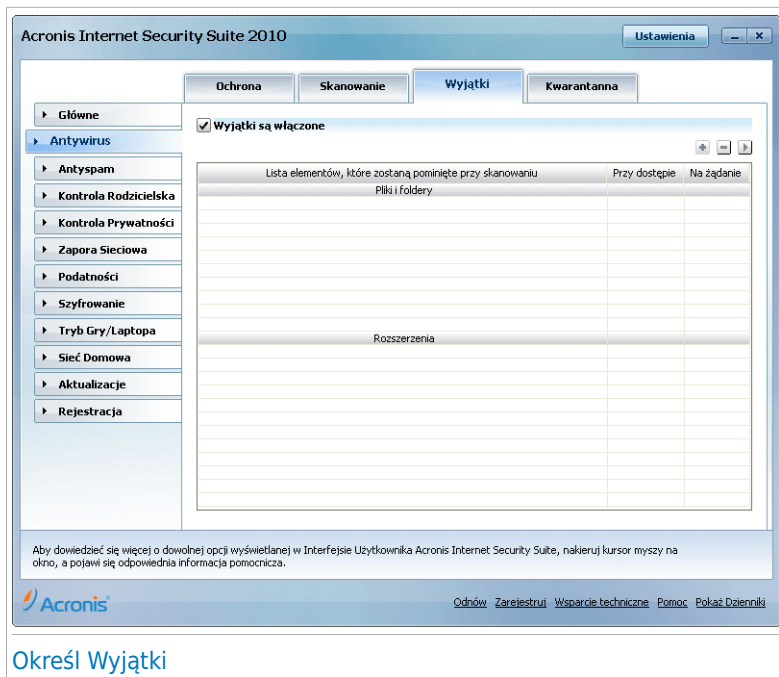 Acronis Internet Security Suite 2010
Ustawienia
Ochrona
Skanowanie
Wyjątki
Kwarantanna
Główne
Antywirus
Antyspam
Kontrola Rodzicielska
Kontrola Prywatności
Zapora Sieciowa
Podatności
Szyfrowanie
Tryb Gry/Laptopa
Sieć Domowa
Aktualizacje
Rejestracja
Wyjątki są włączone
Lista elementów, które zostaną pominięte przy skanowaniu
Przy dostępie
Na żądanie
Pliki i foldery
Rozszerzenia
Aby dowiedzieć się więcej o dowolnej opcji wyświetlanej w Interfejsie Użytkownika Acronis Internet Security Suite, nakieruj kursor myszy na
okno, a pojawi się odpowiednia informacja pomocnicza.
Acronis
Odnów Zarejestruj Wsparcie techniczne Pomoc Pokaż Dzienniki
Określ Wyjątki